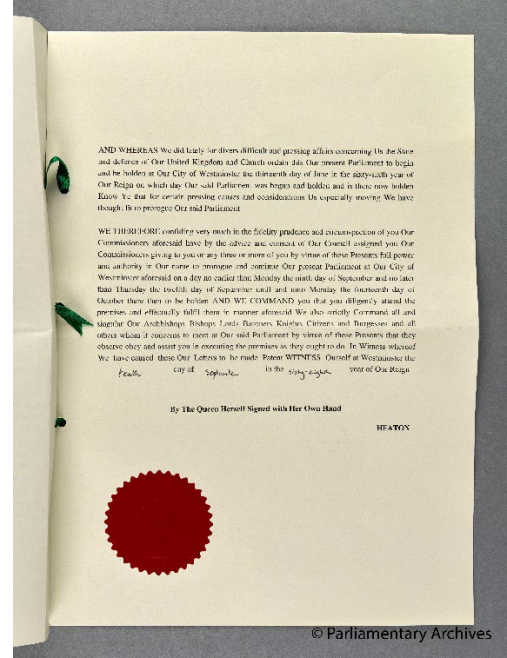 AND WHEREAS We did lately for divers difficult and pressing affairs concerning Us the State
and defence of Our United Kingdom and Church ordain this Our present Parliament to begin
and be holden at Our City of Westminster the thirteenth day of June in the sixty-sixth year of
Our Reign on which day Our said Parliament was begun and holden and is there now holden
Know Ye that for certain pressing causes and considerations Us especially moving We have
thought fit to prorogue Our said Parliament
WE THEREFORE confiding very much in the fidelity prudence and circumspection of you Our
Commissioners aforesaid have by the advice and consent of Our Council assigned you Our
Commissioners giving to you or any three or more of you by virtue of these Presents full power
and authority in Our name to prorogue and continue Our present Parliament at Our City of
Westminster aforesaid on a day no earlier than Monday the ninth day of September and no later
than Thursday the twelfth day of September until and unto Monday the fourteenth day of
October there then to be holden AND WE COMMAND you that you diligently attend the
premises and effectually fulfil them in manner aforesaid We also strictly Command all and
singular Our Archbishops Bishops Lords Baronets Knights Citizens and Burgesses and all
others whom it concerns to meet at Our said Parliament by virtue of these Presents that they
observe obey and assist you in executing the premises as they ought to do. In Witness whereof
We have caused these Our Letters to be made Patent WITNESS Ourself at Westminster the
tenth day of September in the sixty-eighth year of Our Reign
By The Queen Herself Signed with Her Own Hand
HEATON
© Parliamentary Archives